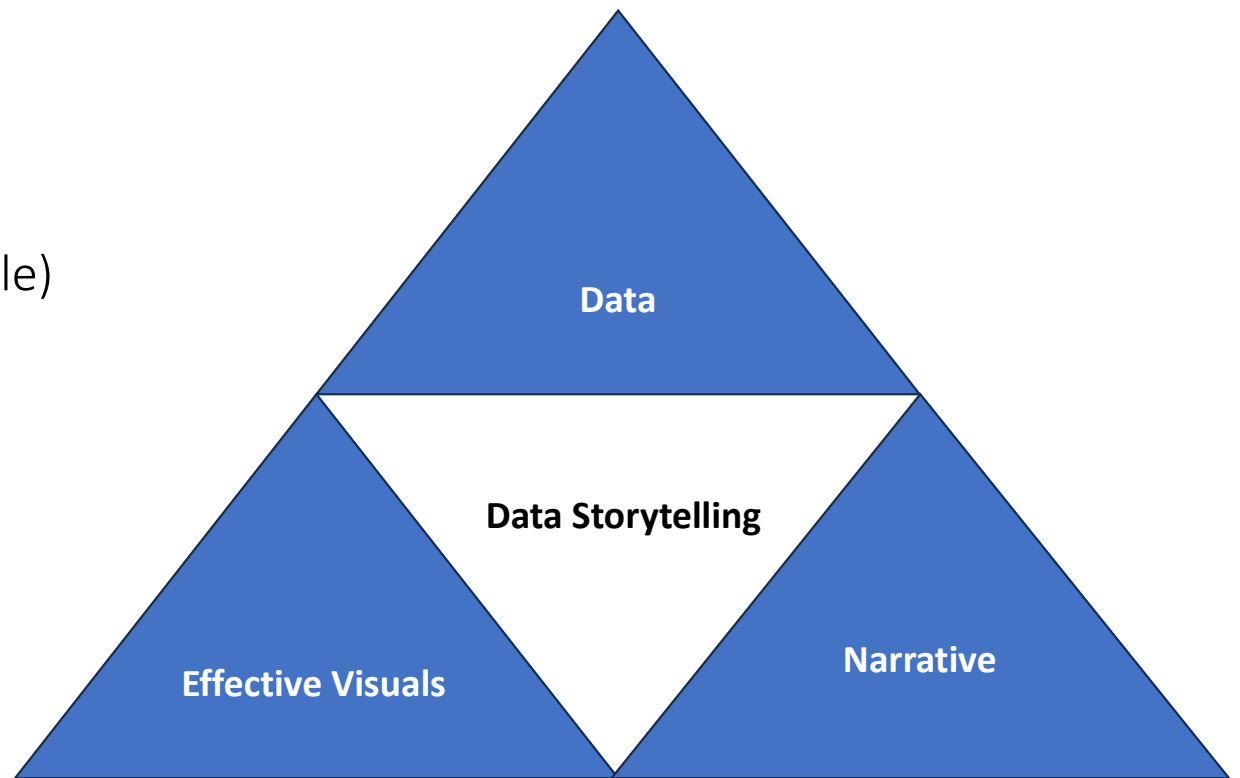 le)
Data
Data Storytelling
Narrative
Effective Visuals